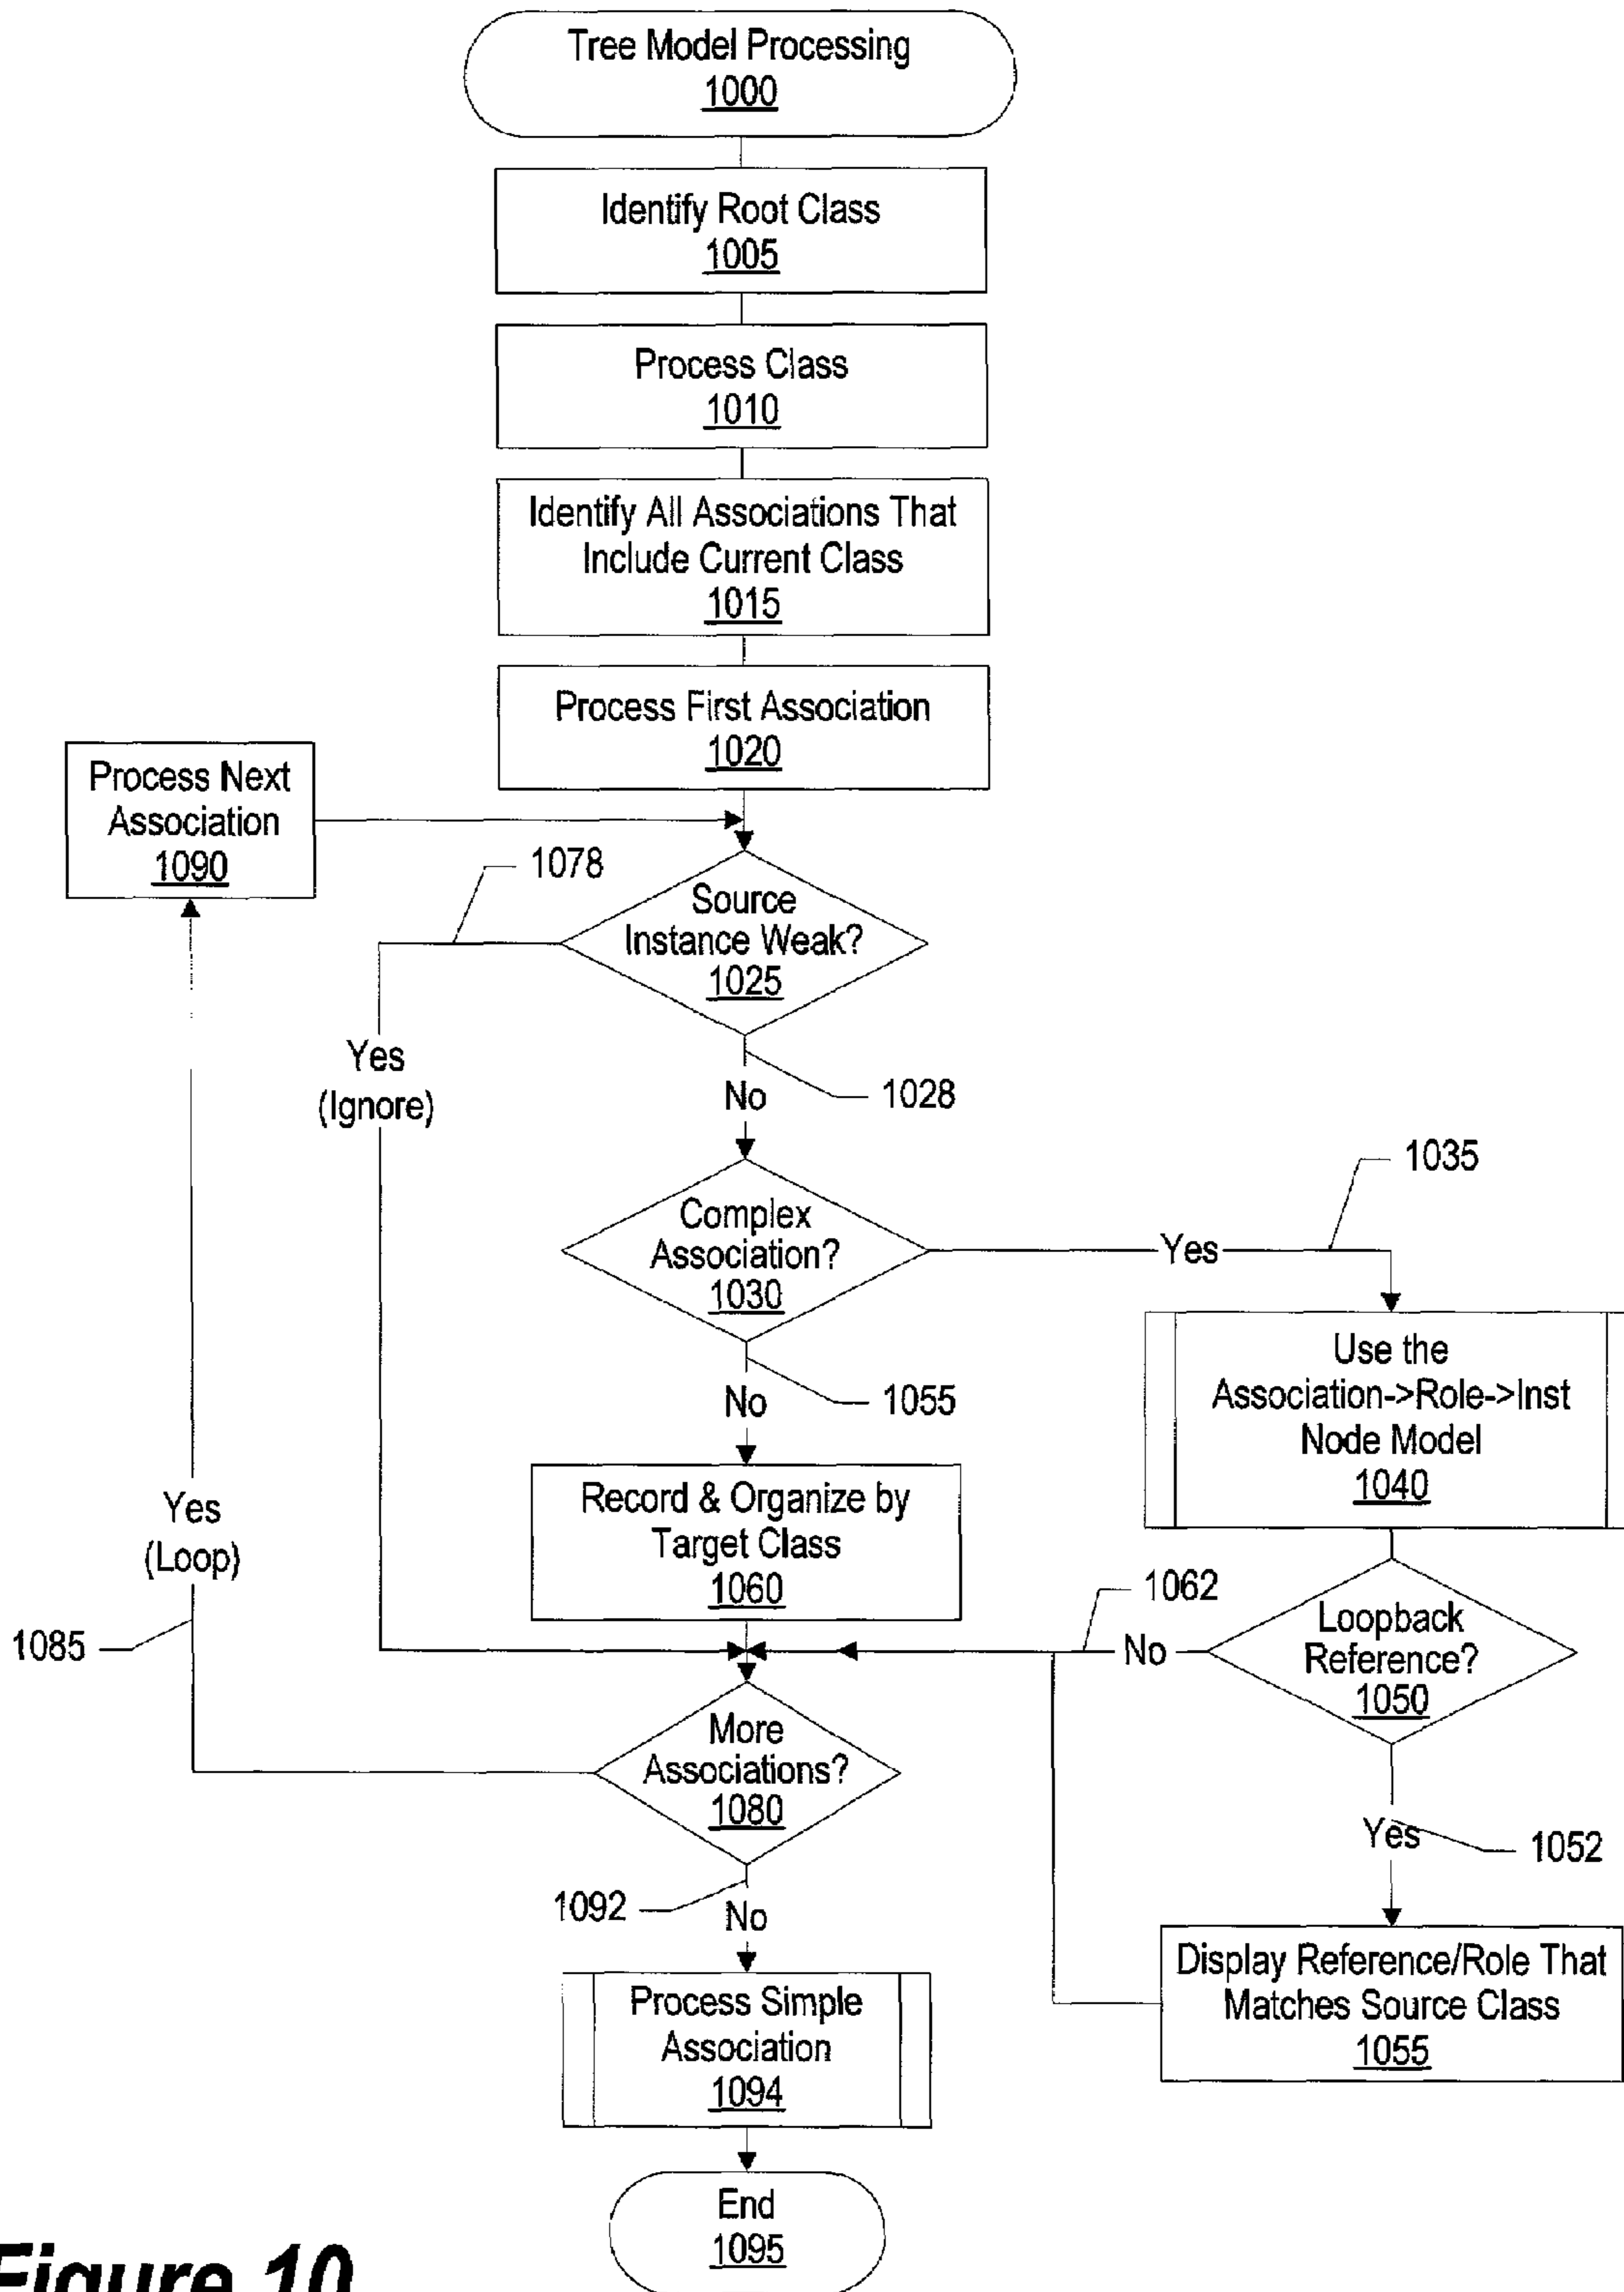 Tree Model Processing
1000
Identify Root Class
1005
Process Class
1010
Identify All Associations That
Include Current Class
1015
Process First Association
1020
Process Next
Association
1090
1078
Source
Instance Weak?
1025
Yes
(Ignore)
1028
No
1035
Complex
Association?
1030
Yes
Use the
Association->Role->Inst
Node Model
1040
No
1055
Record & Organize by
Target Class
1060
Yes
(Loop)
1062
Loopback
Reference?
1050
No
1085
More
Associations?
1080
Yes
1052
1092
No
Display Reference/Role That
Matches Source Class
1055
Process Simple
Association
1094
End
1095
Figure 10